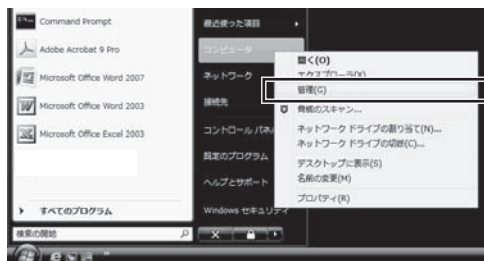 Command Prompt
Adobe Acrobat 9 Pro
Microsoft Office Word 2007
Microsoft Office Word 2003
Microsoft Office Excel 2003
すべてのプログラム
検索の開始
最近使った項目
コンピュータ
ネットワーク
接続先
コントロール パネ
既定のプログラム
ヘルプとサポート
Windows セキュリティ
開く(O)
エクスプローラ(X)
管理(G)
脅威のスキャン...
ネットワーク ドライブの割り当て(N)...
ネットワーク ドライブの切断(C)...
デスクトップに表示(S)
名前の変更(M)
プロパティ(R)